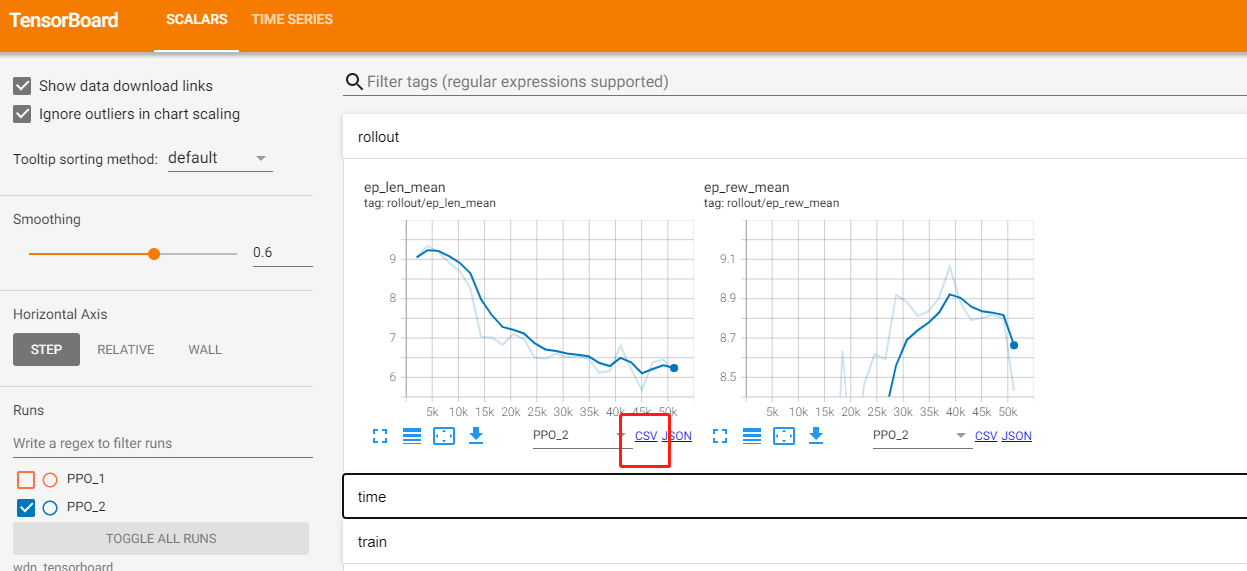 TensorBoard SCALARS TIME SERIES
Show data download links
Ignore outliers in chart scaling
Tooltip sorting method: default
Smoothing
0.6
Horizontal Axis
STEP RELATIVE WALL
Runs
Write a regex to filter runs
PPO_1
PPO_2
TOGGLE ALL RUNS
wdn_tensorboard
Filter tags (regular expressions supported)
rollout
ep_len_mean
tag: rollout/ep_len_mean
9
8
7
6
5k 10k 15k 20k 25k 30k 35k 40k 45k 50k
PPO_2 CSV JSON
ep_rew_mean
tag: rollout/ep_rew_mean
9.1
8.9
8.7
8.5
5k 10k 15k 20k 25k 30k 35k 40k 45k 50k
PPO_2 CSV JSON
time
train